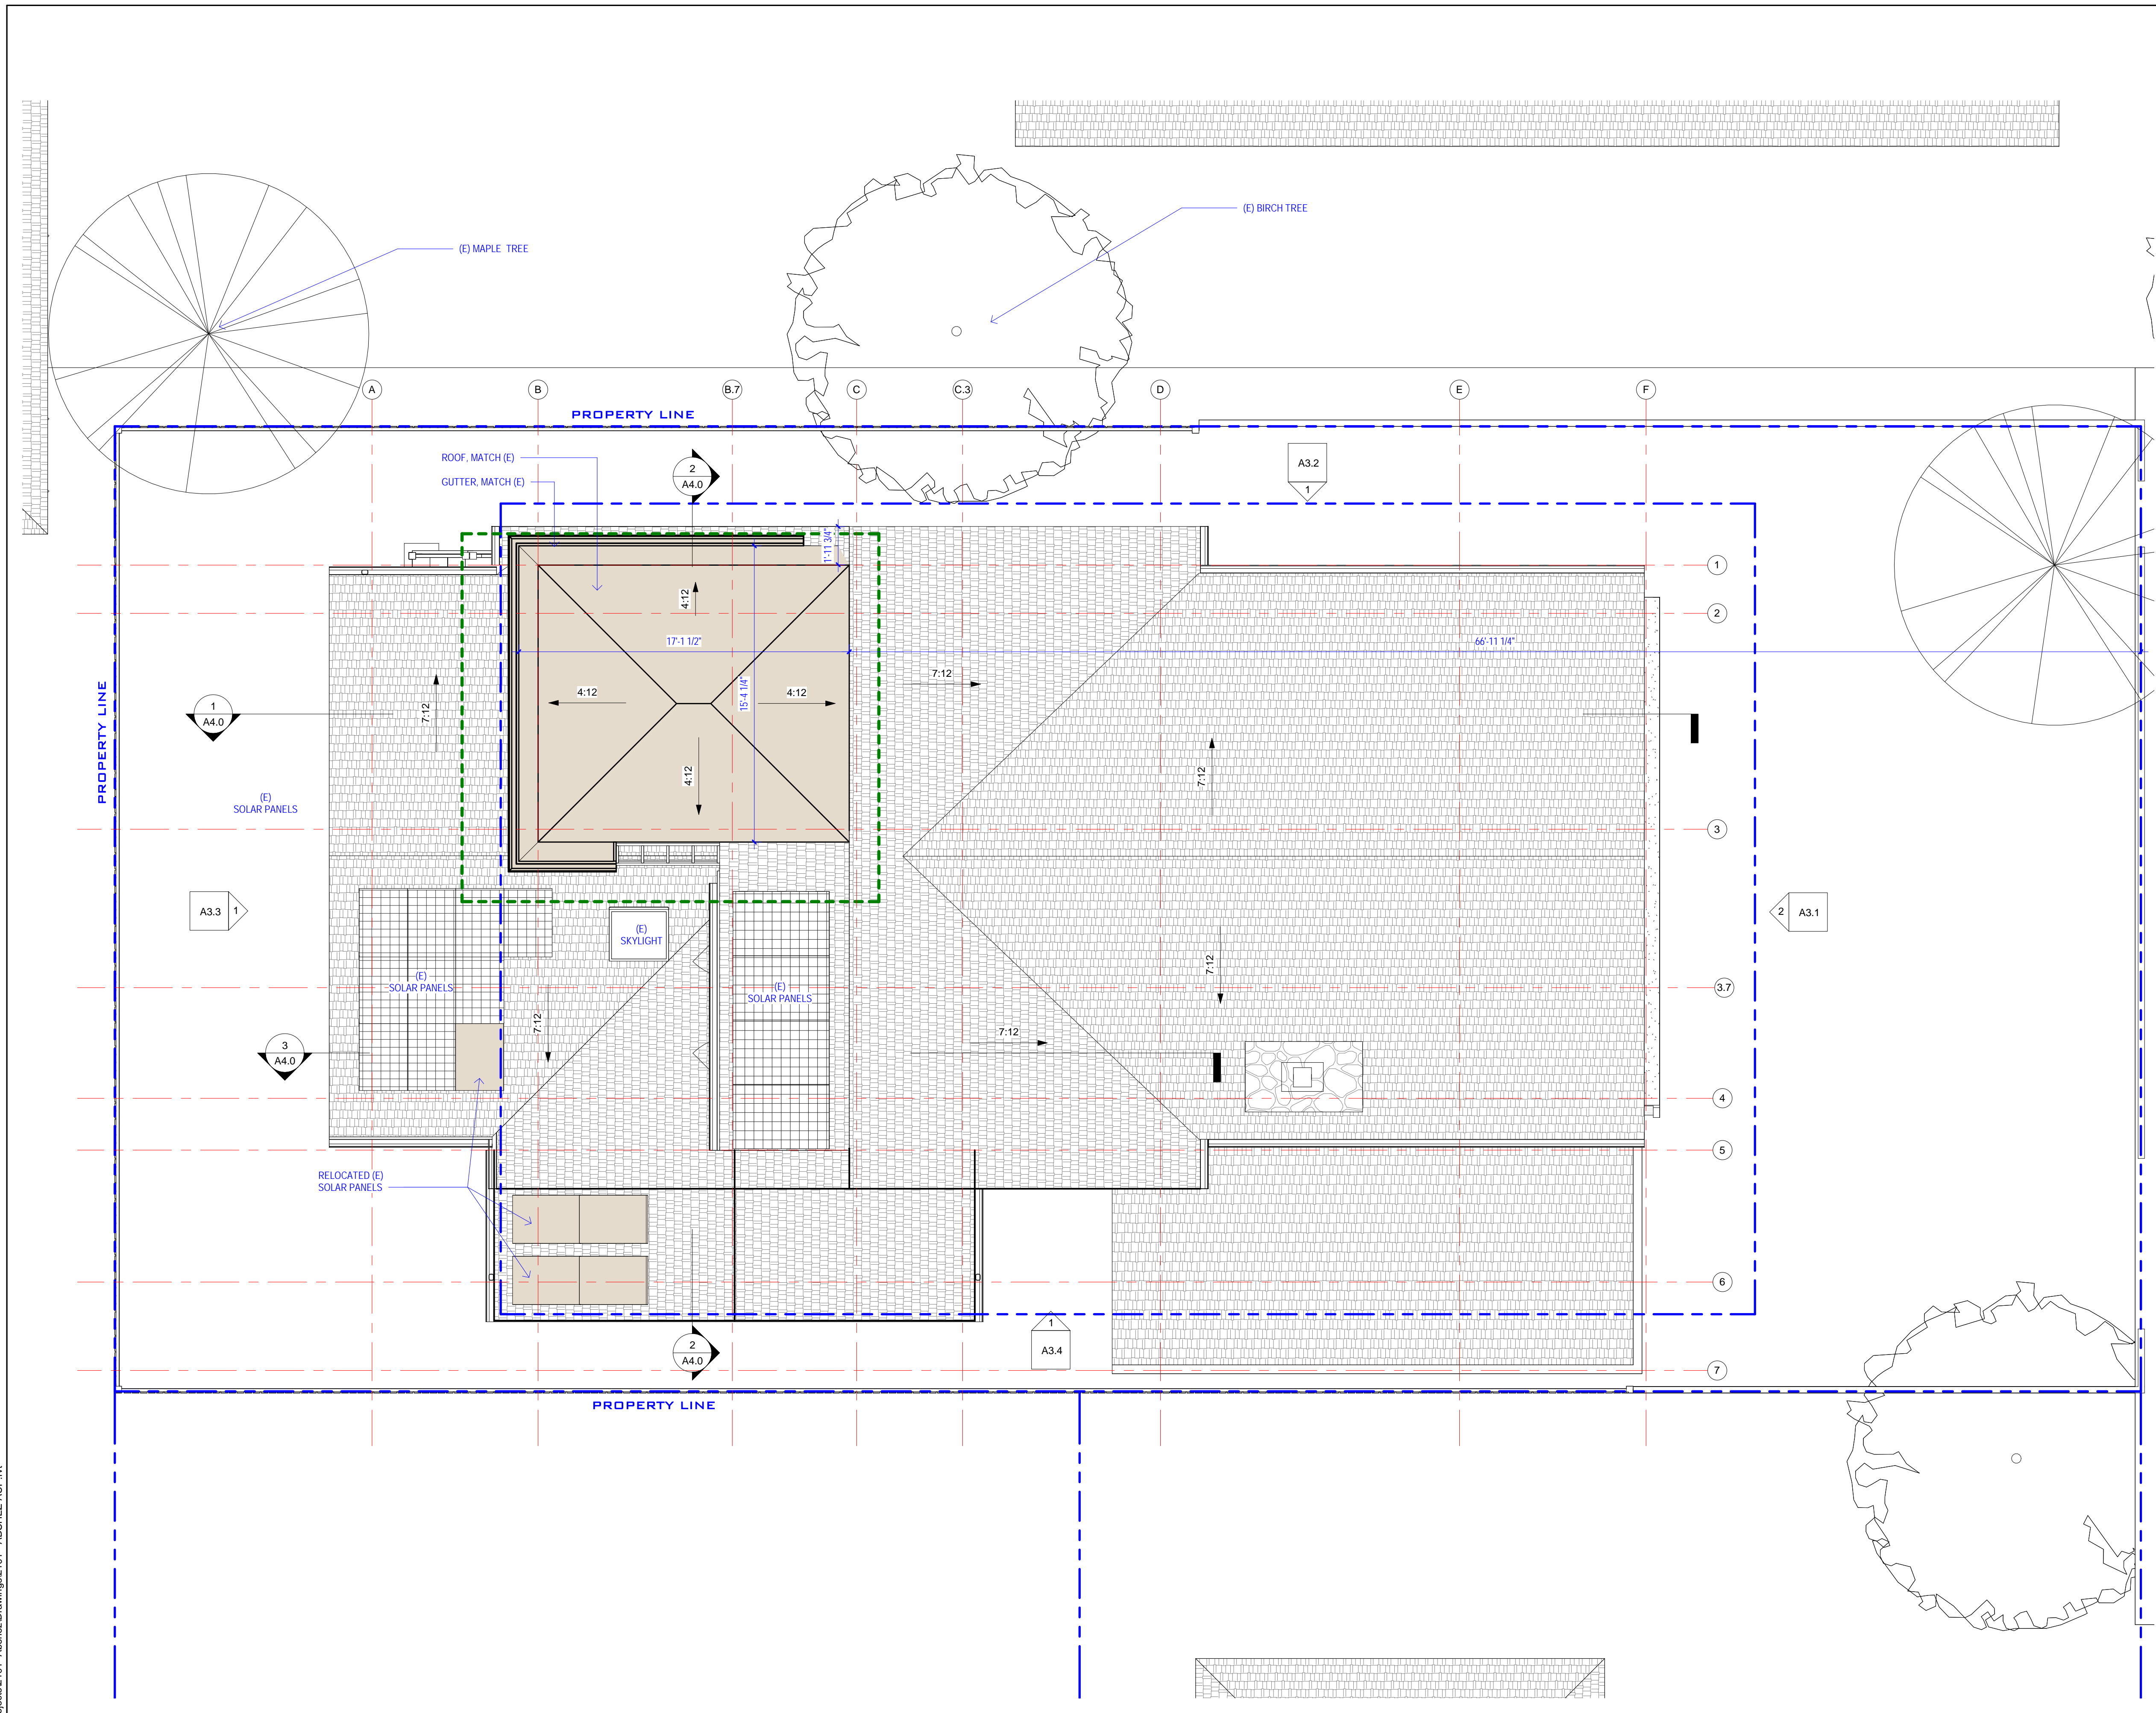 (E) BIRCH TREE
(E) MAPLE TREE
A
B
B.7
C
C.3
D
E
F
PROPERTY LINE
ROOF, MATCH (E)
GUTTER, MATCH (E)
2
A4.0
A3.2
1
1'-11 3/4"
1
4:12
2
17'-1 1/2"
66'-11 1/4"
7:12
4:12
4:12
15'-4 1/4"
7:12
1
A4.0
PROPERTY LINE
4:12
7:12
(E)
SOLAR PANELS
3
A3.3
1
2
A3.1
(E)
SKYLIGHT
7:12
(E)
SOLAR PANELS
(E)
SOLAR PANELS
3.7
7:12
7:12
3
A4.0
4
5
RELOCATED (E)
SOLAR PANELS
6
1
A3.4
2
A4.0
7
PROPERTY LINE